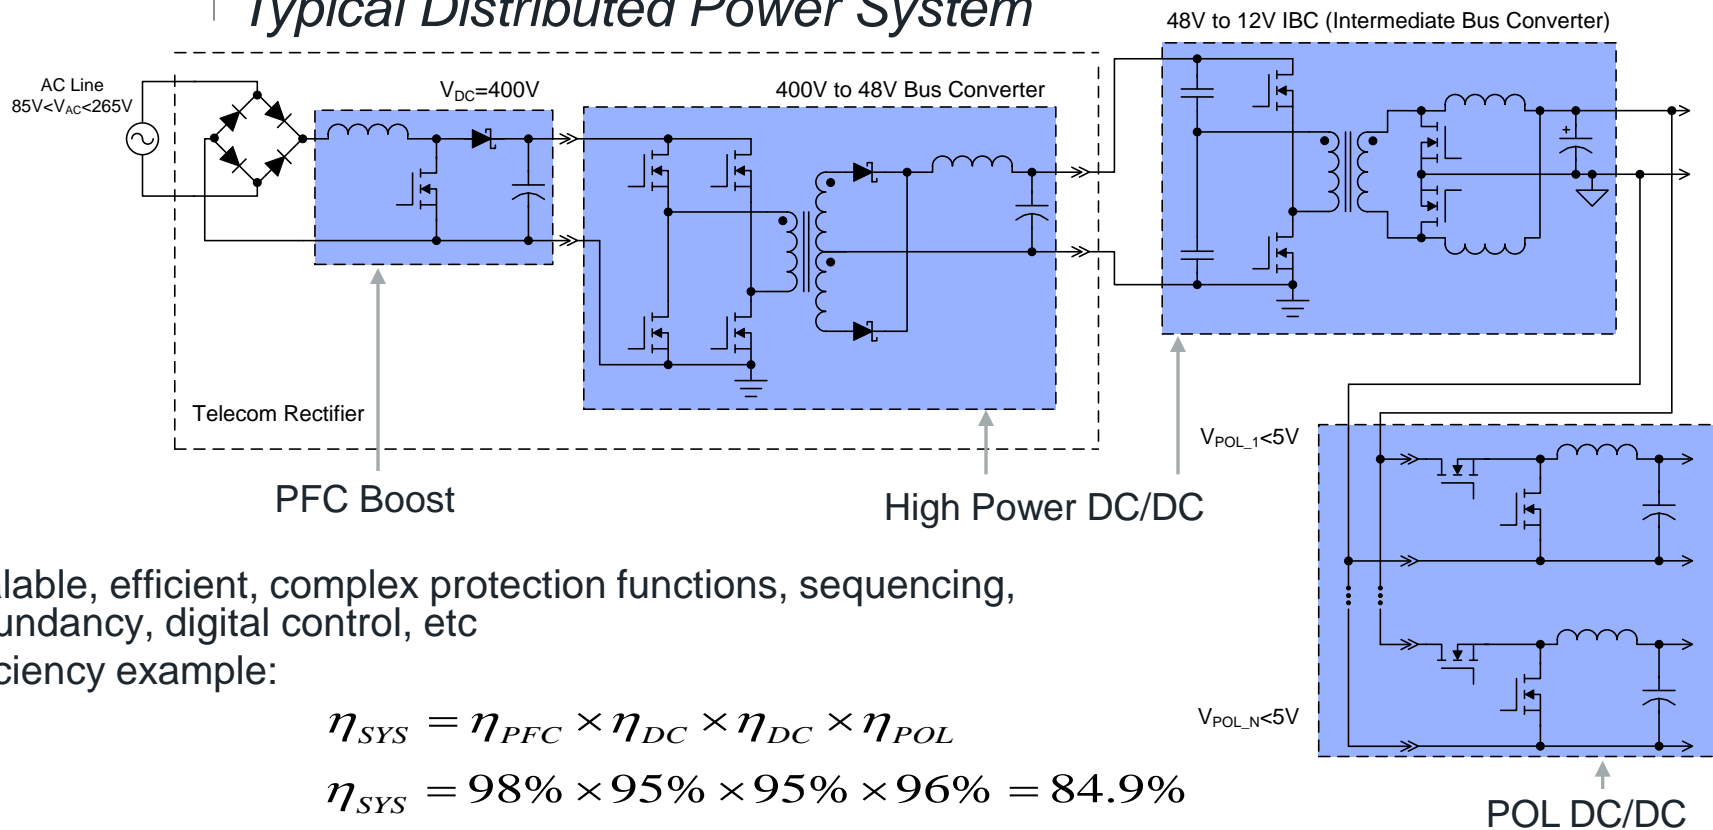 Typical Distributed Power System
48V to 12V IBC (Intermediate Bus Converter)
AC Line
85V<VAC<265V
VDC=400V
400V to 48V Bus Converter
Telecom Rectifier
PFC Boost
High Power DC/DC
VPOL_1<5V
alable, efficient, complex protection functions, sequencing,
undancy, digital control, etc
ciency example:
ηSYS = ηPFC × ηDC × ηDC × ηPOL
ηSYS = 98% × 95% × 95% × 96% = 84.9%
VPOL_N<5V
POL DC/DC